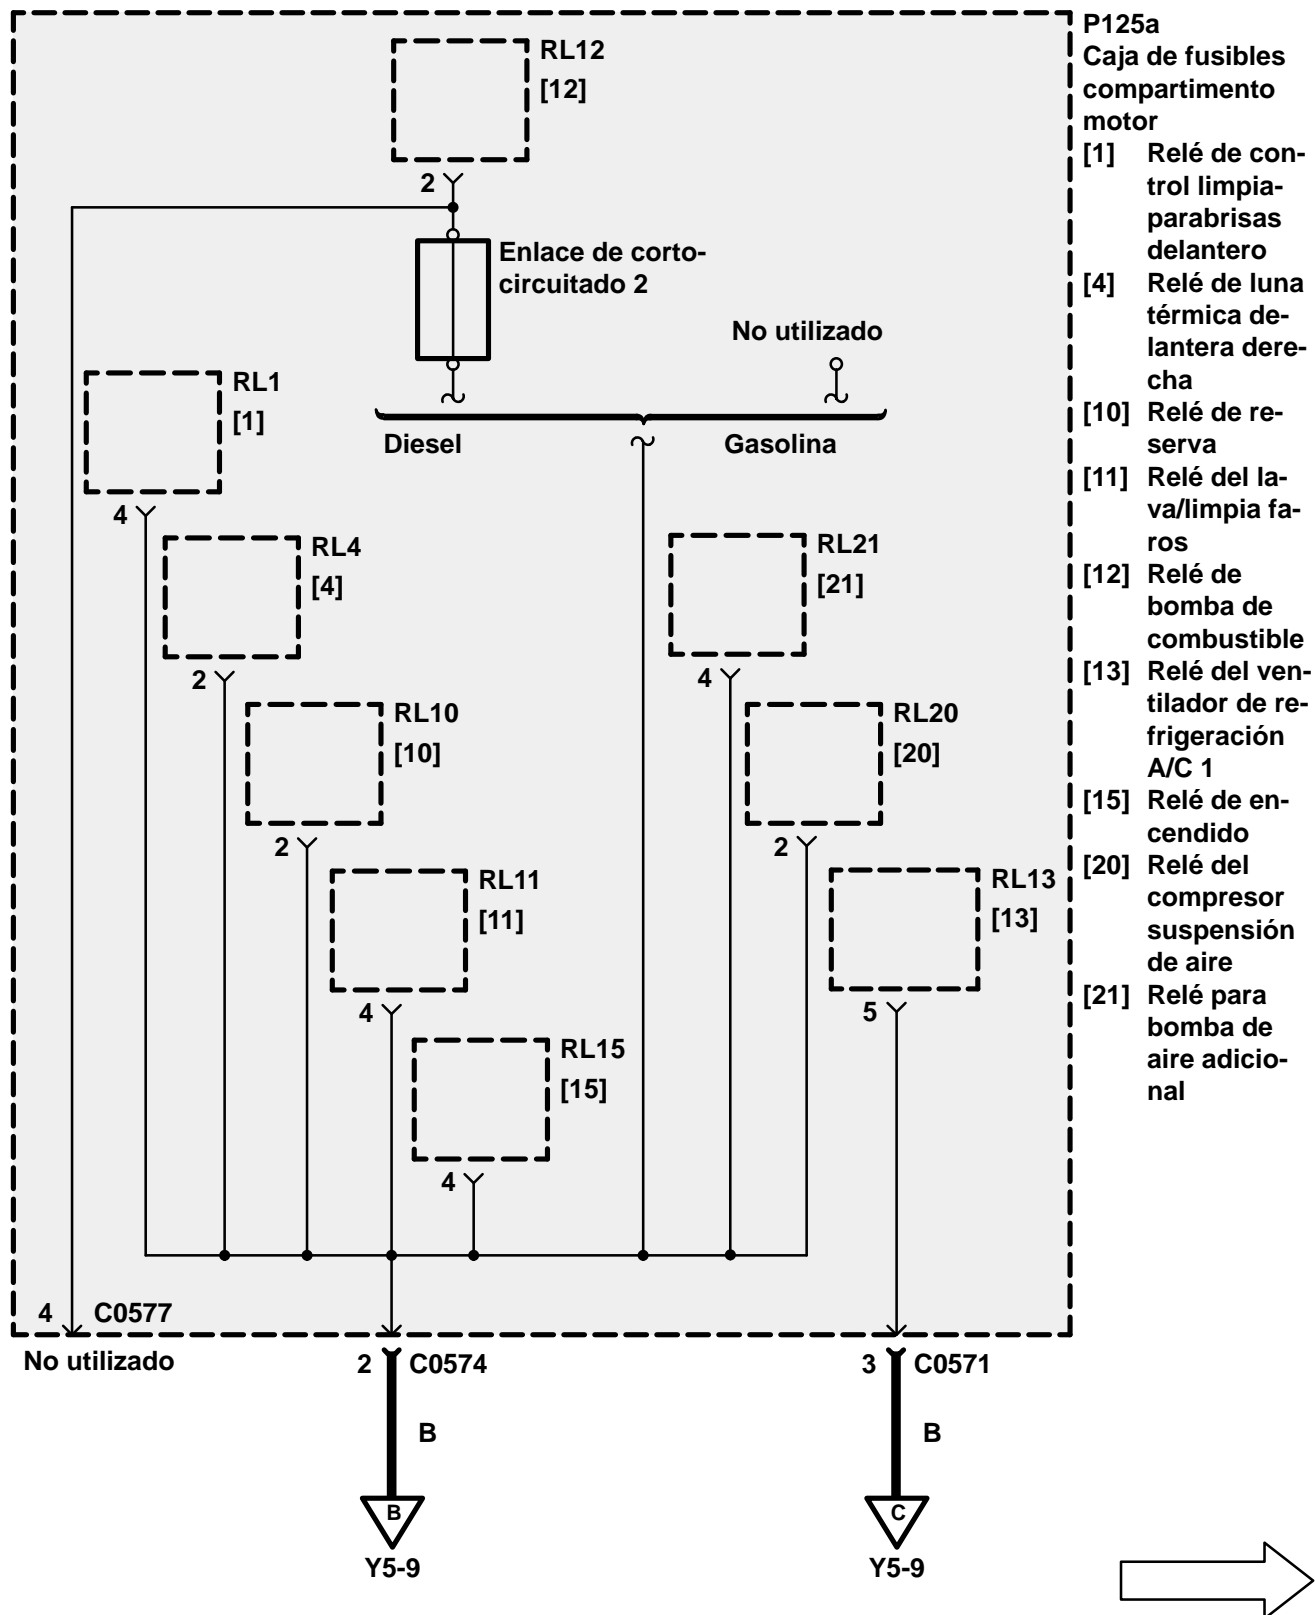 P125a
Caja de fusibles
compartimento
motor
[1] Relé de con-
trol limpia-
parabrisas
delantero
[4] Relé de luna
térmica de-
lantera dere-
cha
[10] Relé de re-
serva
[11] Relé del la-
va/limpia fa-
ros
[12] Relé de
bomba de
combustible
[13] Relé del ven-
tilador de re-
frigeración
A/C 1
[15] Relé de en-
cendido
[20] Relé del
compresor
suspensión
de aire
[21] Relé para
bomba de
aire adicio-
nal
RL12
[12]
2
Enlace de corto-
circuitado 2
No utilizado
Diesel
Gasolina
RL1
[1]
4
RL4
[4]
2
RL21
[21]
4
RL10
[10]
2
RL20
[20]
2
RL11
[11]
4
RL13
[13]
5
RL15
[15]
4
4 C0577
No utilizado
2 C0574
3 C0571
B
B
B
C
Y5-9
Y5-9